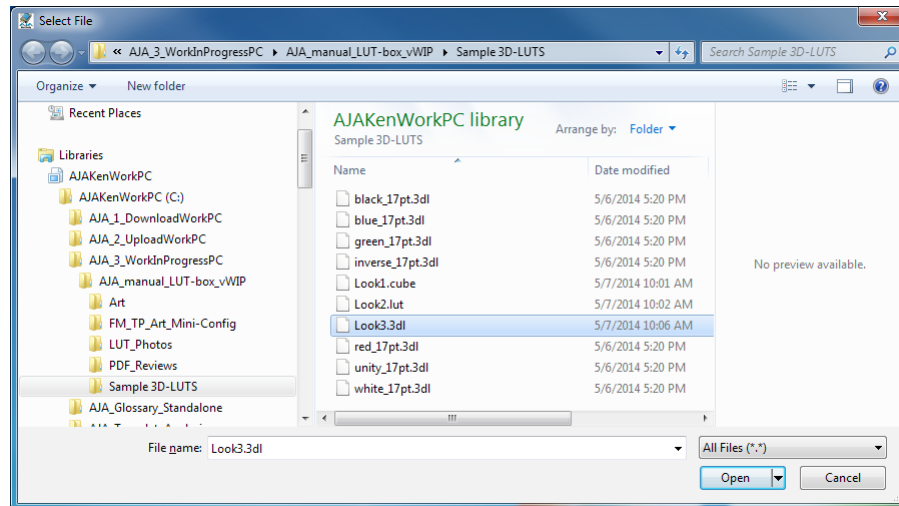 Select File
« AJA_3_WorkInProgressPC ▸ AJA_manual_LUT-box_vWIP ▸ Sample 3D-LUTS
Search Sample 3D-LUTS
Organize ▾ New folder
Recent Places
Libraries
AJAKenWorkPC
AJAKenWorkPC (C:)
AJA_1_DownloadWorkPC
AJA_2_UploadWorkPC
AJA_3_WorkInProgressPC
AJA_manual_LUT-box_vWIP
Art
FM_TP_Art_Mini-Config
LUT_Photos
PDF_Reviews
Sample 3D-LUTS
AJA_Glossary_Standalone
AJAKenWorkPC library
Sample 3D-LUTS
Arrange by: Folder ▾
Name Date modified
black_17pt.3dl 5/6/2014 5:20 PM
blue_17pt.3dl 5/6/2014 5:20 PM
green_17pt.3dl 5/6/2014 5:20 PM
inverse_17pt.3dl 5/6/2014 5:20 PM
Look1.cube 5/7/2014 10:01 AM
Look2.lut 5/7/2014 10:02 AM
Look3.3dl 5/7/2014 10:06 AM
red_17pt.3dl 5/6/2014 5:20 PM
unity_17pt.3dl 5/6/2014 5:20 PM
white_17pt.3dl 5/6/2014 5:20 PM
No preview available.
File name: Look3.3dl
All Files (*.*)
Open
Cancel